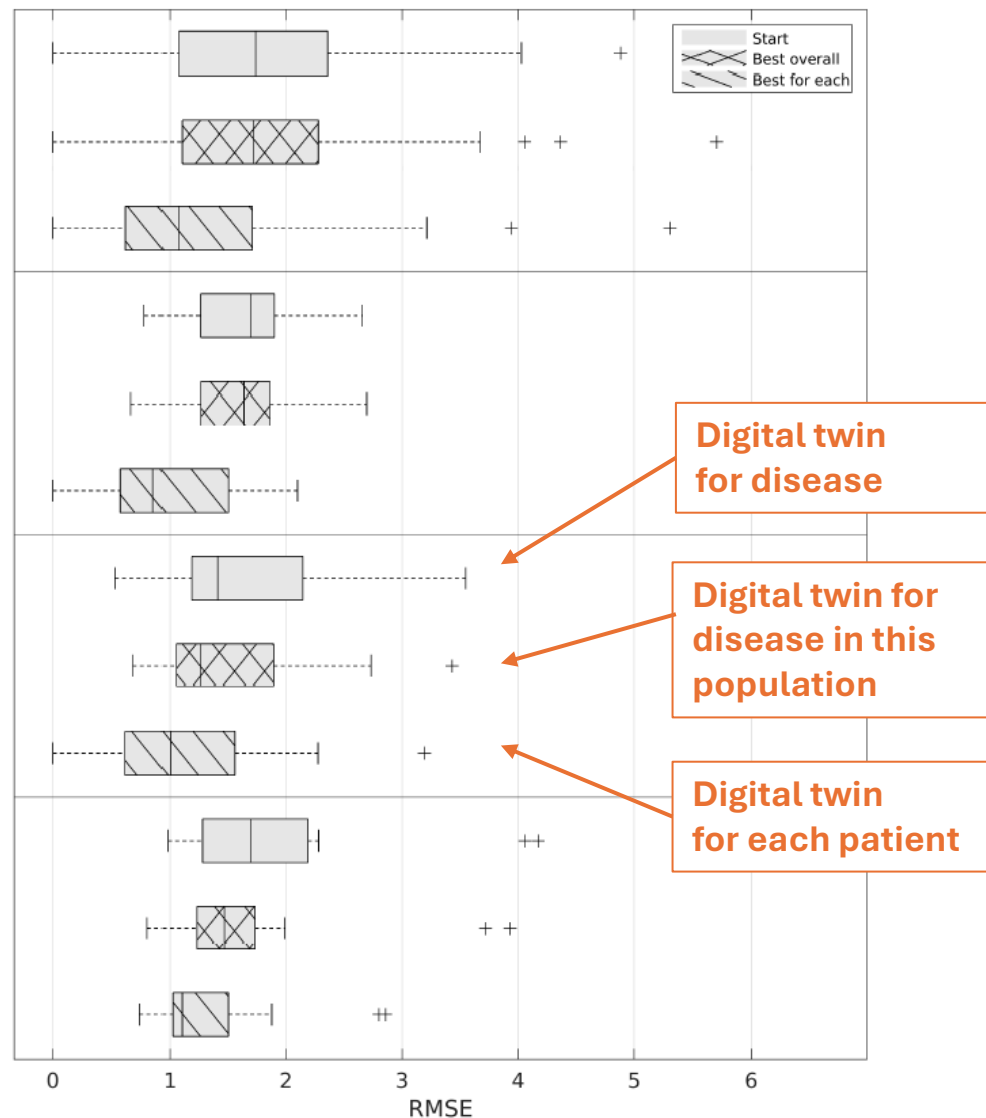 Start
Best overall
Best for each
Digital twin
for disease
Digital twin for
disease in this
population
Digital twin
for each patient
0 1 2 3 4 5 6
RMSE